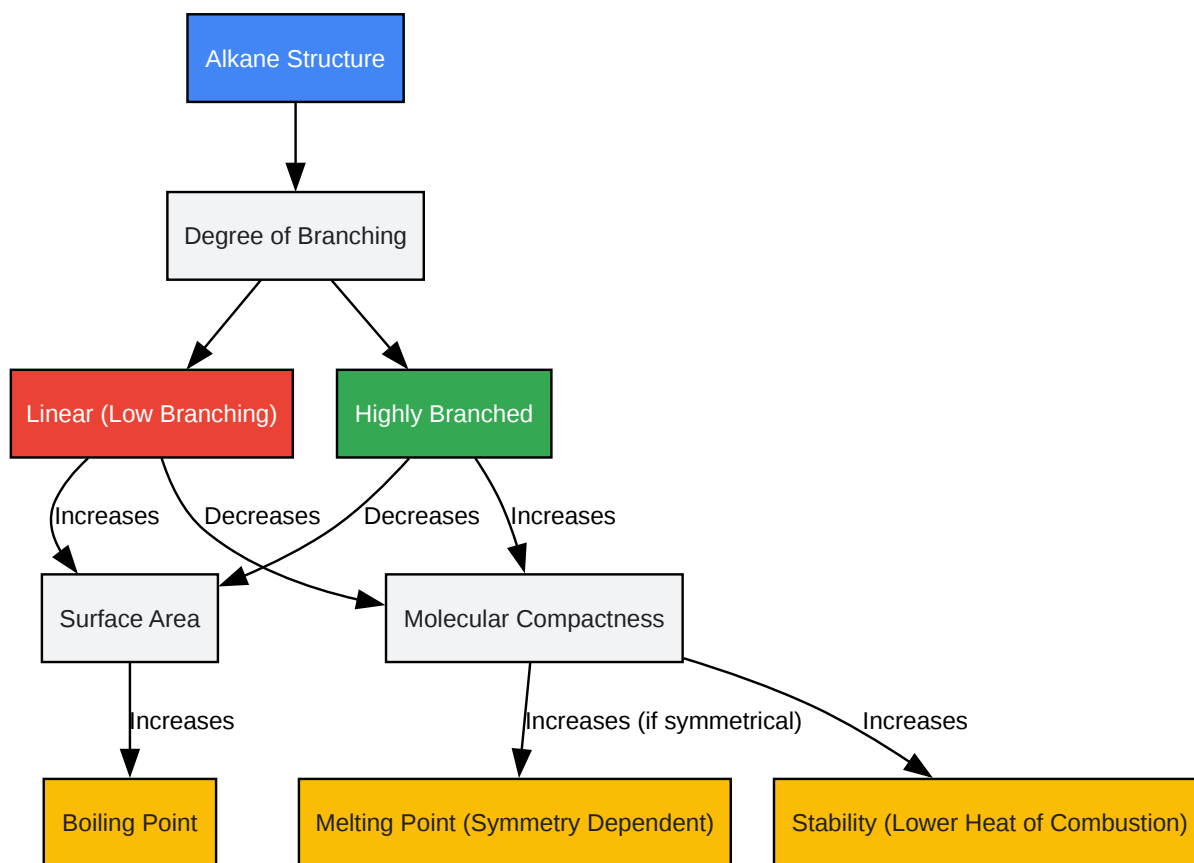 Alkane Structure
Degree of Branching
Linear (Low Branching)
Highly Branched
Increases
Decreases
Decreases
Increases
Surface Area
Molecular Compactness
Increases
Increases (if symmetrical)
Increases
Boiling Point
Melting Point (Symmetry Dependent)
Stability (Lower Heat of Combustion)